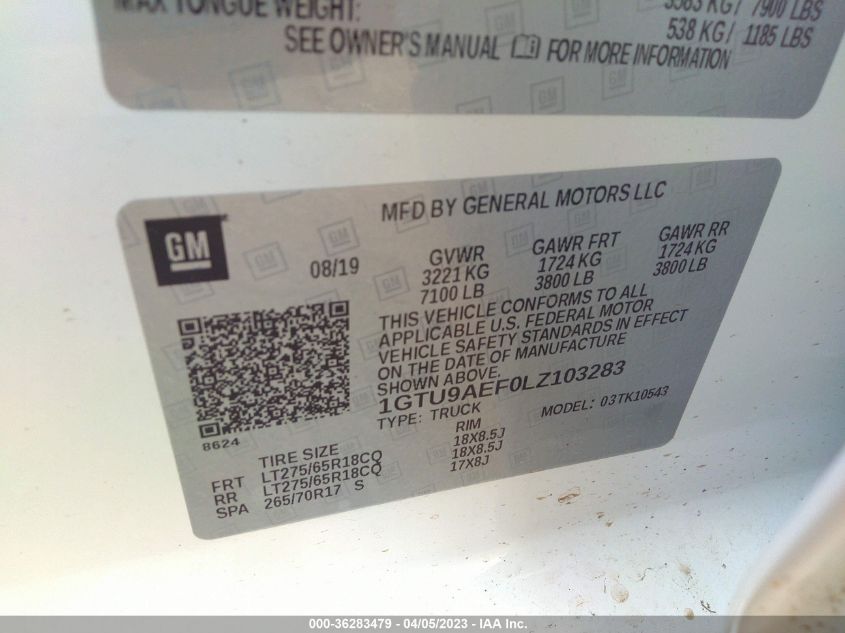 MAX TONGUE WEIGHT:
3583 KG/ 7900 LBS
538 KG/ 1185 LBS
SEE OWNER'S MANUAL FOR MORE INFORMATION
GM
MFD BY GENERAL MOTORS LLC
08/19
GVWR GAWR FRT GAWR RR
3221 KG 1724 KG 1724 KG
7100 LB 3800 LB 3800 LB
THIS VEHICLE CONFORMS TO ALL
APPLICABLE U.S. FEDERAL MOTOR
VEHICLE SAFETY STANDARDS IN EFFECT
ON THE DATE OF MANUFACTURE
SHOWN ABOVE.
1GTU9AEF0LZ103283
TYPE: TRUCK MODEL: 03TK10543
8624
TIRE SIZE RIM
FRT LT275/65R18CQ 18X8.5J
RR LT275/65R18CQ 18X8.5J
SPA 265/70R17 S 17X8J
000-36283479 - 04/05/2023 - IAA Inc.